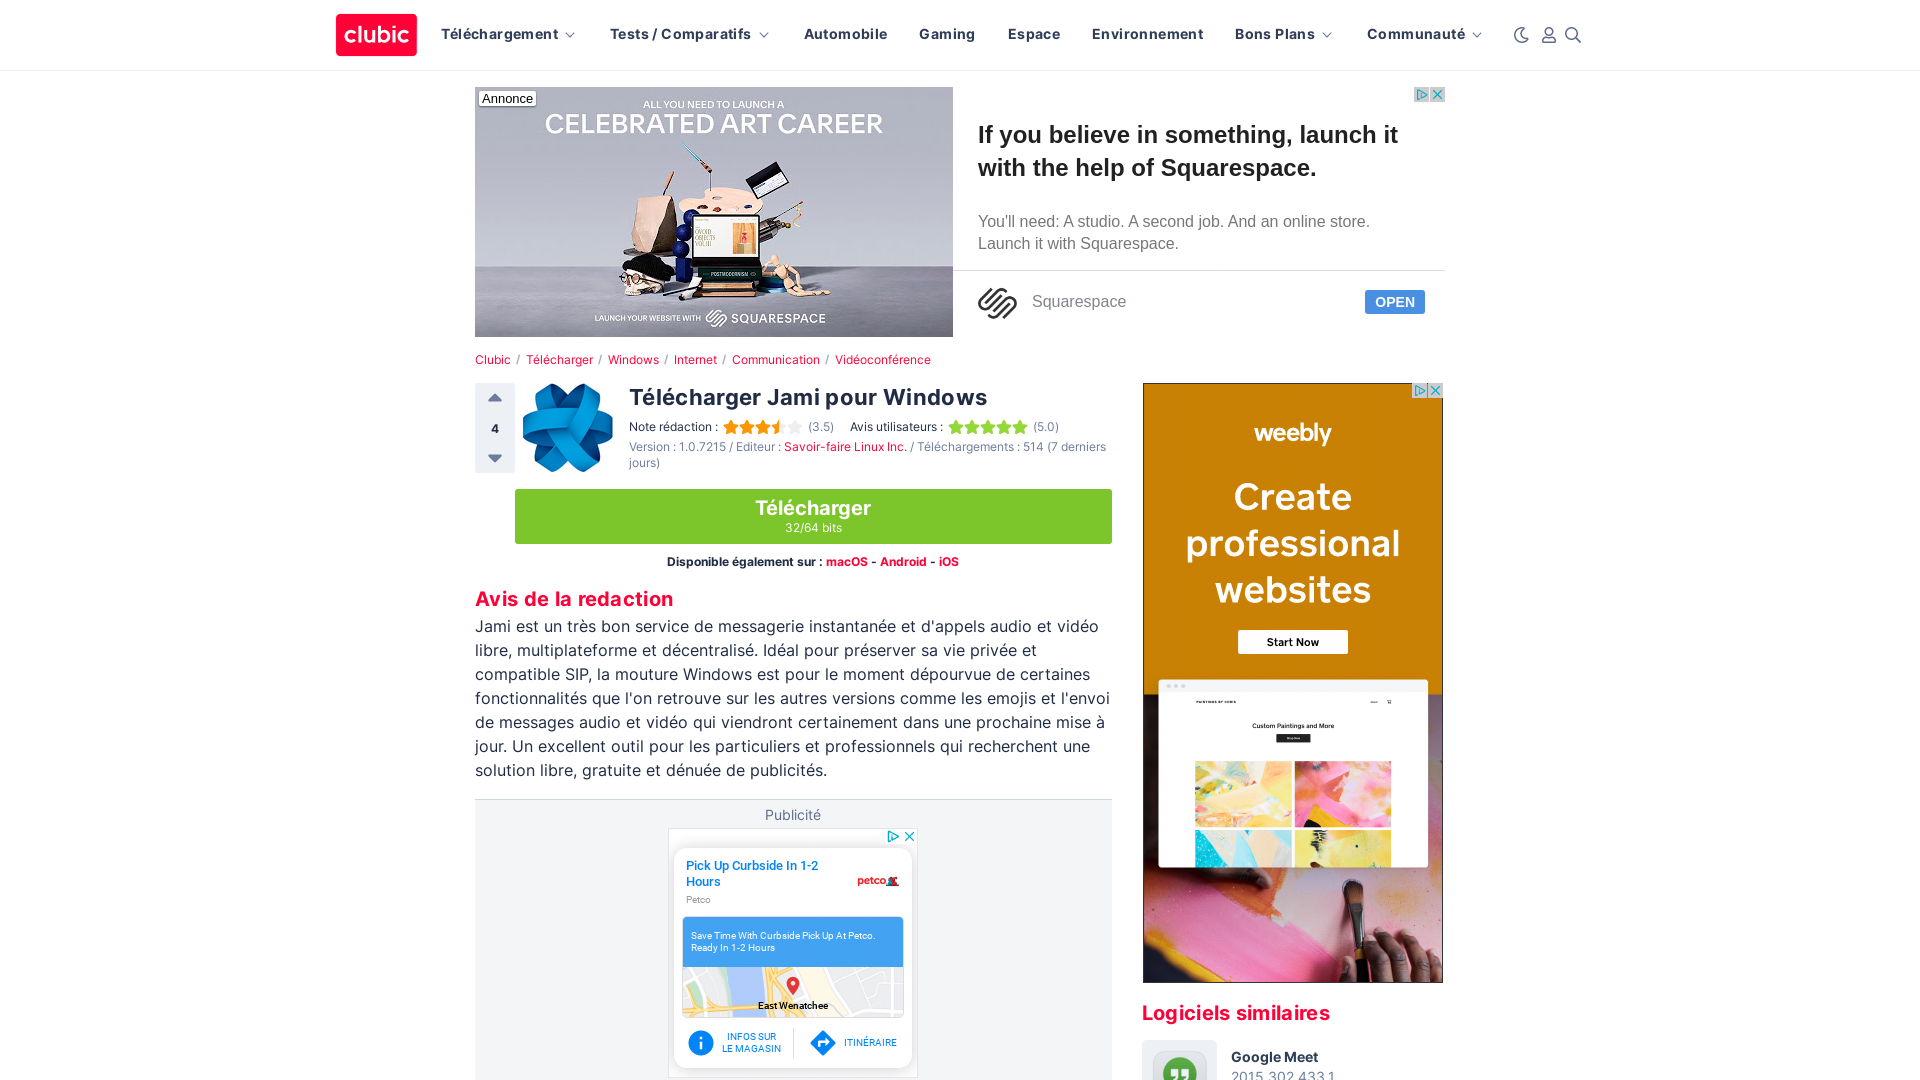 clubic
Téléchargement
Tests / Comparatifs
Automobile
Gaming
Espace
Environnement
Bons Plans
Communauté
Annonce
ALL YOU NEED TO LAUNCH A
CELEBRATED ART CAREER
OVOID
OBJECTS
VOL.III
POSTMODERNISM
LAUNCH YOUR WEBSITE WITH SQUARESPACE
If you believe in something, launch it
with the help of Squarespace.
You'll need: A studio. A second job. And an online store.
Launch it with Squarespace.
Squarespace
OPEN
Clubic / Télécharger / Windows / Internet / Communication / Vidéoconférence
4
Télécharger Jami pour Windows
Note rédaction : (3.5) Avis utilisateurs : (5.0)
Version : 1.0.7215 / Editeur : Savoir-faire Linux Inc. / Téléchargements : 514 (7 derniers
jours)
Télécharger
32/64 bits
Disponible également sur : macOS - Android - iOS
Avis de la redaction
Jami est un très bon service de messagerie instantanée et d'appels audio et vidéo
libre, multiplateforme et décentralisé. Idéal pour préserver sa vie privée et
compatible SIP, la mouture Windows est pour le moment dépourvue de certaines
fonctionnalités que l'on retrouve sur les autres versions comme les emojis et l'envoi
de messages audio et vidéo qui viendront certainement dans une prochaine mise à
jour. Un excellent outil pour les particuliers et professionnels qui recherchent une
solution libre, gratuite et dénuée de publicités.
Publicité
Pick Up Curbside In 1-2
Hours
Petco
petco
Save Time With Curbside Pick Up At Petco.
Ready In 1-2 Hours
East Wenatchee
INFOS SUR
LE MAGASIN
ITINÉRAIRE
weebly
Create
professional
websites
Start Now
PAINTINGS BY CHRIS
Custom Paintings and More
Logiciels similaires
Google Meet
2015.302.433.1